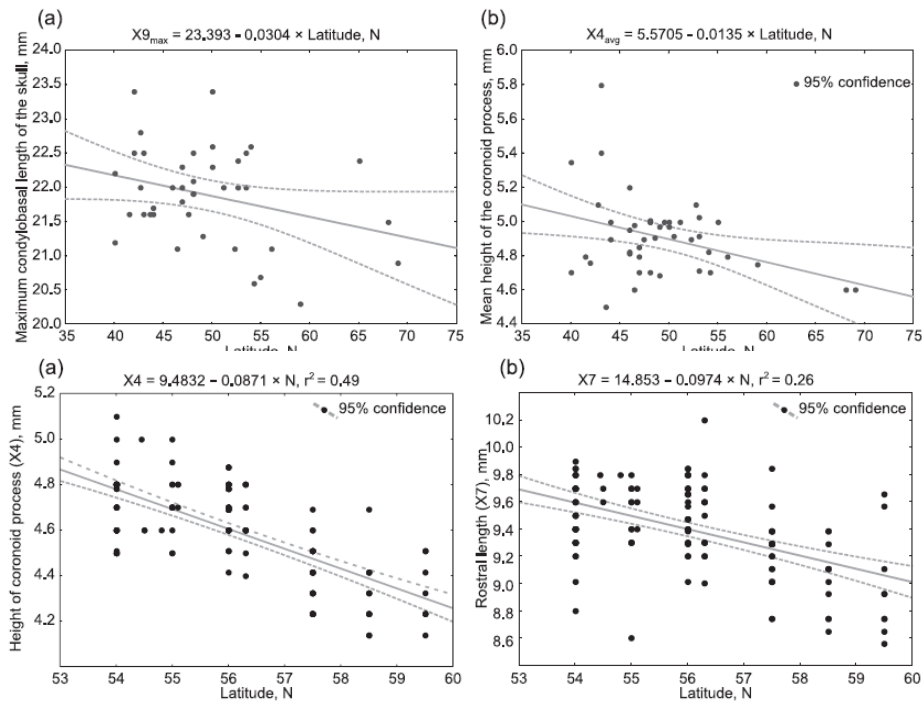 (a)
X9max = 23.393 – 0.0304 × Latitude, N
Maximum condylobasal length of the skull, mm
24.0
23.5
23.0
22.5
22.0
21.5
21.0
20.5
20.0
35 40 45 50 55 60 65 70 75
Latitude, N
(b)
X4avg = 5.5705 – 0.0135 × Latitude, N
95% confidence
Mean height of the coronoid process, mm
6.0
5.8
5.6
5.4
5.2
5.0
4.8
4.6
4.4
35 40 45 50 55 60 65 70 75
Latitude, N
(a)
X4 = 9.4832 – 0.0871 × N, r² = 0.49
95% confidence
Height of coronoid process (X4), mm
5.2
5.0
4.8
4.6
4.4
4.2
53 54 55 56 57 58 59 60
Latitude, N
(b)
X7 = 14.853 – 0.0974 × N, r² = 0.26
95% confidence
Rostral length (X7), mm
10.2
10.0
9.8
9.6
9.4
9.2
9.0
8.8
8.6
53 54 55 56 57 58 59 60
Latitude, N